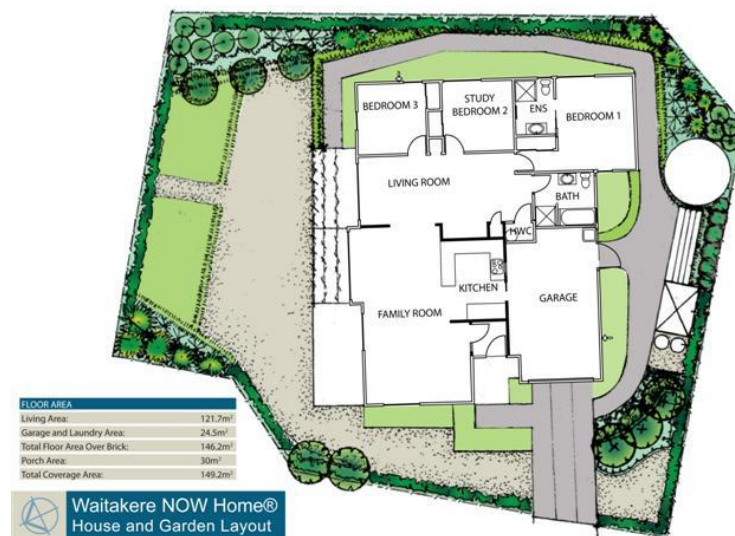 BEDROOM 3
STUDY
BEDROOM 2
ENS
BEDROOM 1
LIVING ROOM
BATH
HWC
KITCHEN
GARAGE
FAMILY ROOM
FLOOR AREA
Living Area: 121.7m²
Garage and Laundry Area: 24.5m²
Total Floor Area Over Brick: 146.2m²
Porch Area: 30m²
Total Coverage Area: 149.2m²
Waitakere NOW Home®
House and Garden Layout